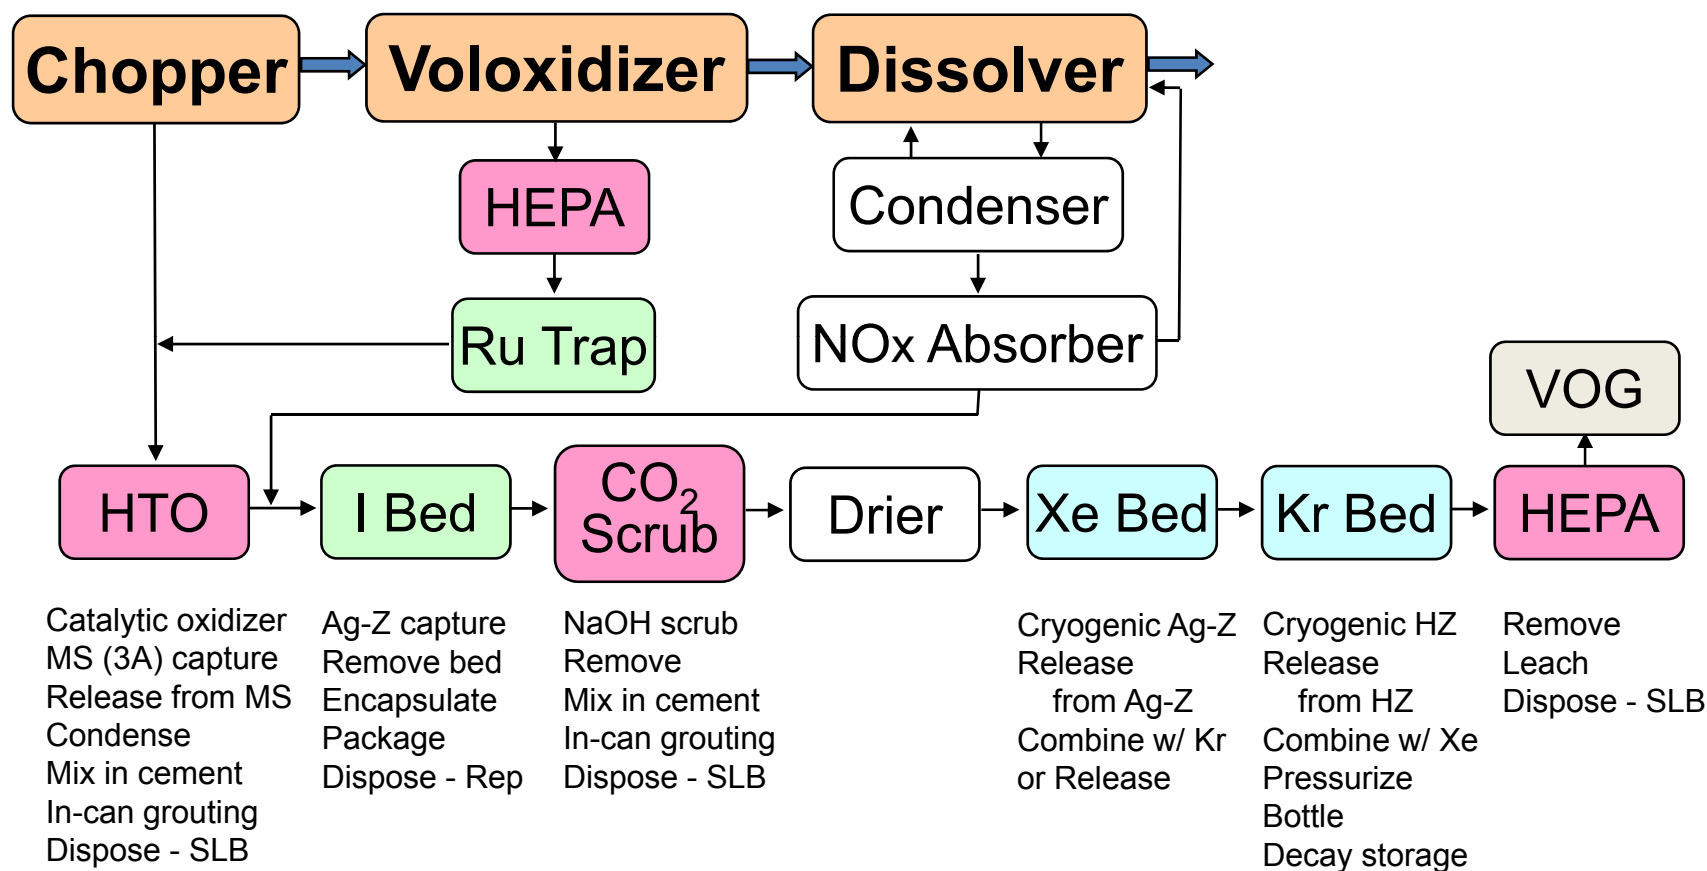 Chopper
Voloxidizer
Dissolver
HEPA
Condenser
Ru Trap
NOx Absorber
VOG
HTO
I Bed
CO2
Scrub
Drier
Xe Bed
Kr Bed
HEPA
Catalytic oxidizer
MS (3A) capture
Release from MS
Condense
Mix in cement
In-can grouting
Dispose - SLB
Ag-Z capture
Remove bed
Encapsulate
Package
Dispose - Rep
NaOH scrub
Remove
Mix in cement
In-can grouting
Dispose - SLB
Cryogenic Ag-Z
Release
from Ag-Z
Combine w/ Kr
or Release
Cryogenic HZ
Release
from HZ
Combine w/ Xe
Pressurize
Bottle
Decay storage
Remove
Leach
Dispose - SLB